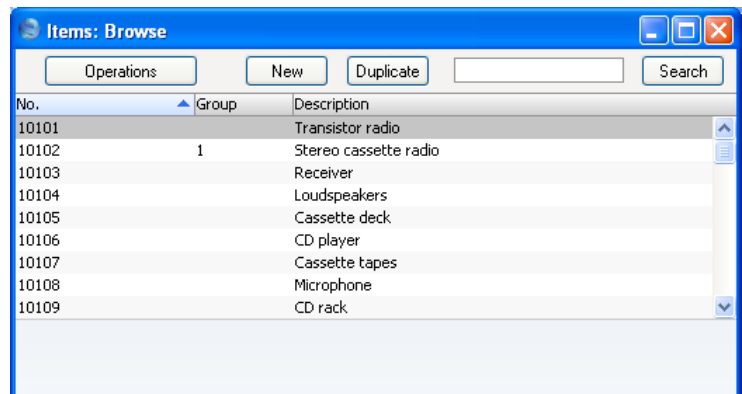 Items: Browse
Operations New Duplicate Search
No. Group Description
10101 Transistor radio
10102 1 Stereo cassette radio
10103 Receiver
10104 Loudspeakers
10105 Cassette deck
10106 CD player
10107 Cassette tapes
10108 Microphone
10109 CD rack